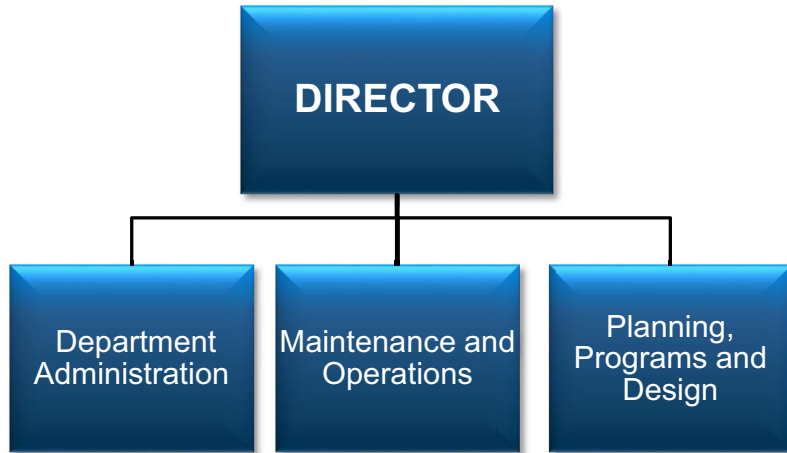 DIRECTOR
Department
Administration
Maintenance and
Operations
Planning,
Programs and
Design